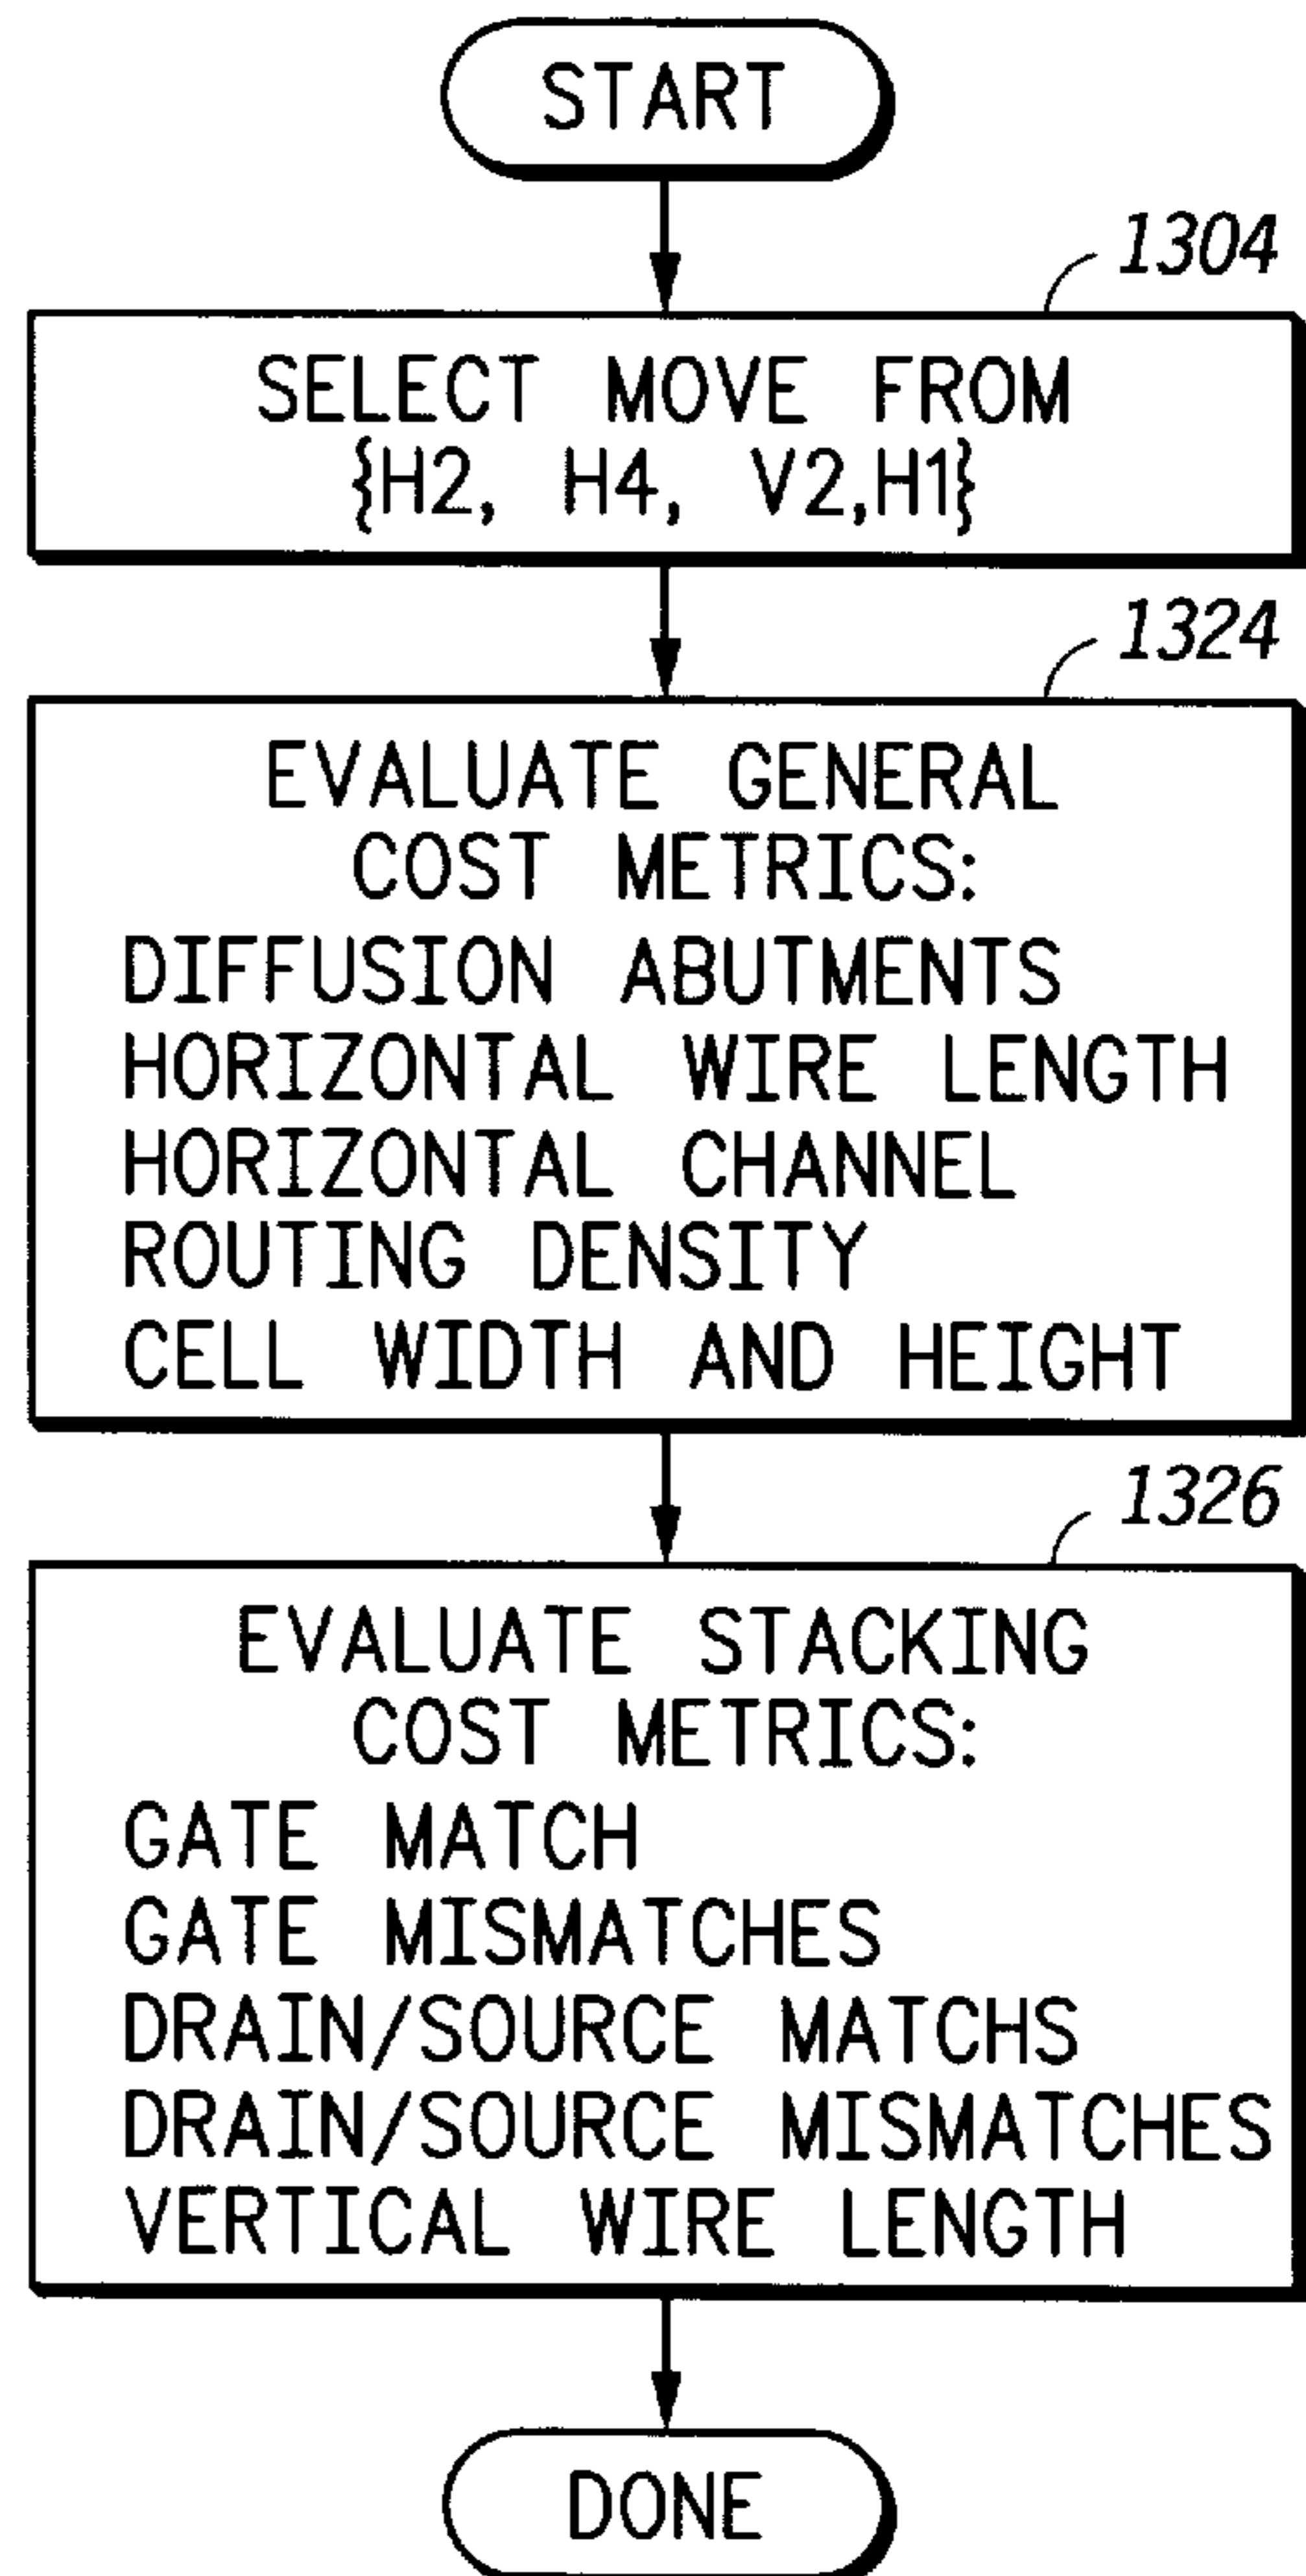 START
1304
SELECT MOVE FROM
{H2, H4, V2,H1}
1324
EVALUATE GENERAL
COST METRICS:
DIFFUSION ABUTMENTS
HORIZONTAL WIRE LENGTH
HORIZONTAL CHANNEL
ROUTING DENSITY
CELL WIDTH AND HEIGHT
1326
EVALUATE STACKING
COST METRICS:
GATE MATCH
GATE MISMATCHES
DRAIN/SOURCE MATCHS
DRAIN/SOURCE MISMATCHES
VERTICAL WIRE LENGTH
DONE